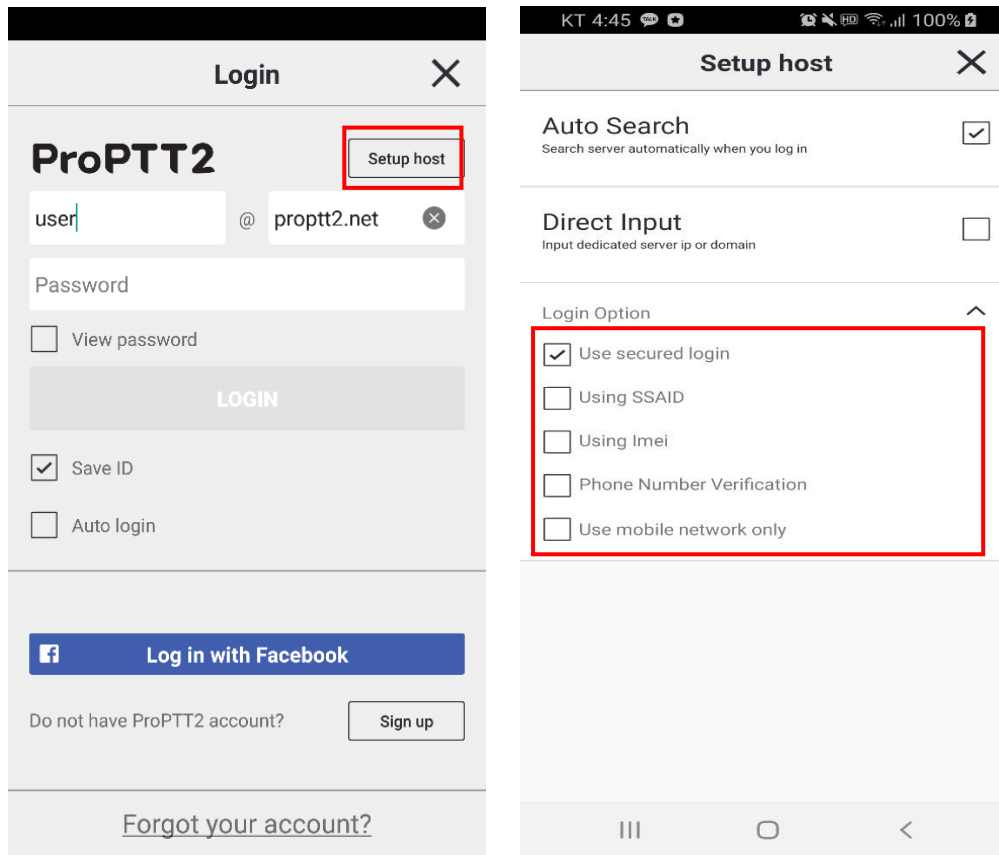 Login
ProPTT2
Setup host
user
@
proptt2.net
Password
View password
LOGIN
Save ID
Auto login
Log in with Facebook
Do not have ProPTT2 account?
Sign up
Forgot your account?
KT 4:45 TALK HD 100%
Setup host
Auto Search
Search server automatically when you log in
Direct Input
Input dedicated server ip or domain
Login Option
Use secured login
Using SSAID
Using Imei
Phone Number Verification
Use mobile network only